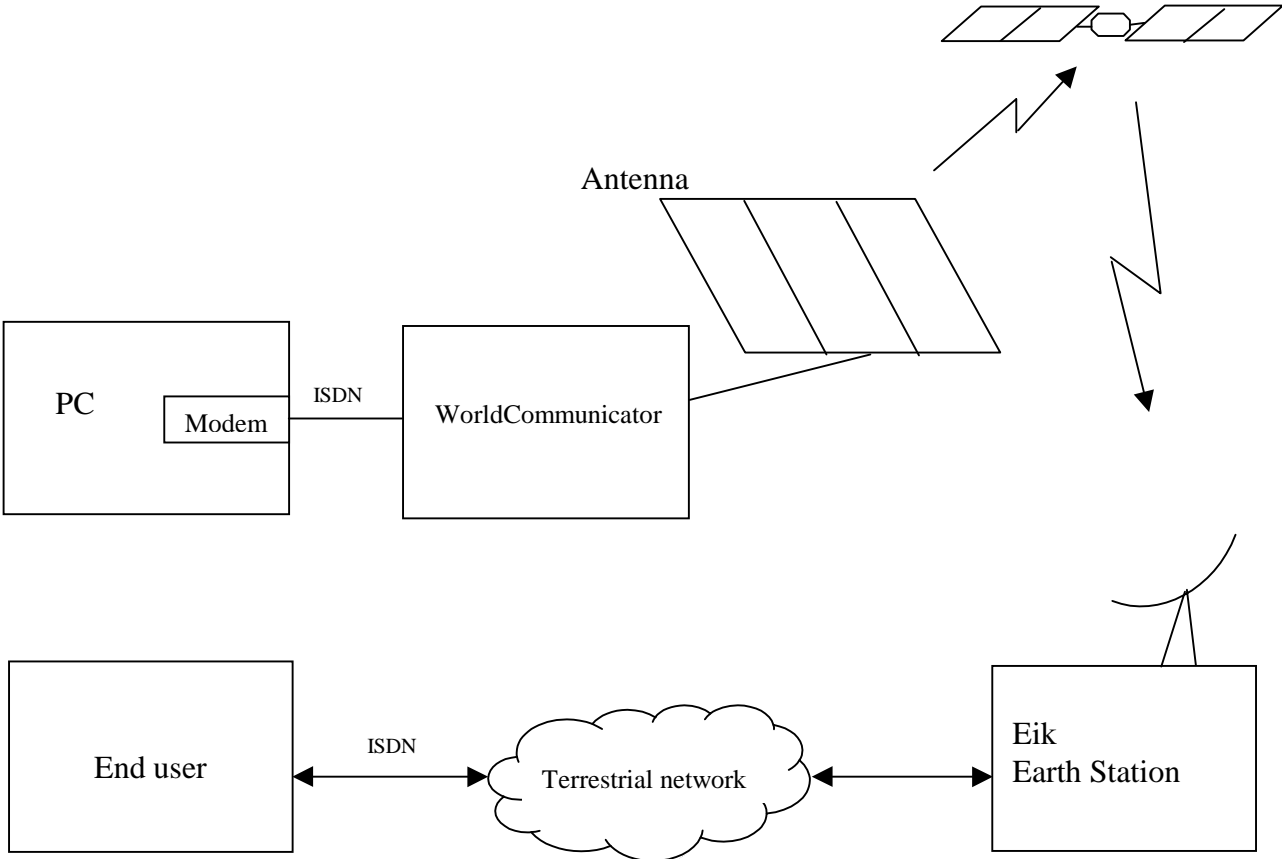 Antenna
PC
Modem
ISDN
WorldCommunicator
End user
ISDN
Terrestrial network
Eik
Earth Station